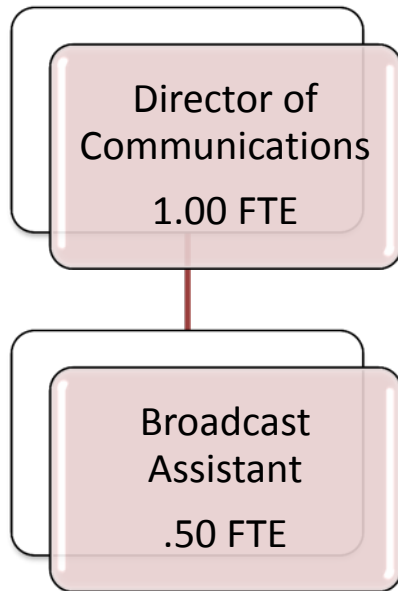 Director of
Communications
1.00 FTE
Broadcast
Assistant
.50 FTE